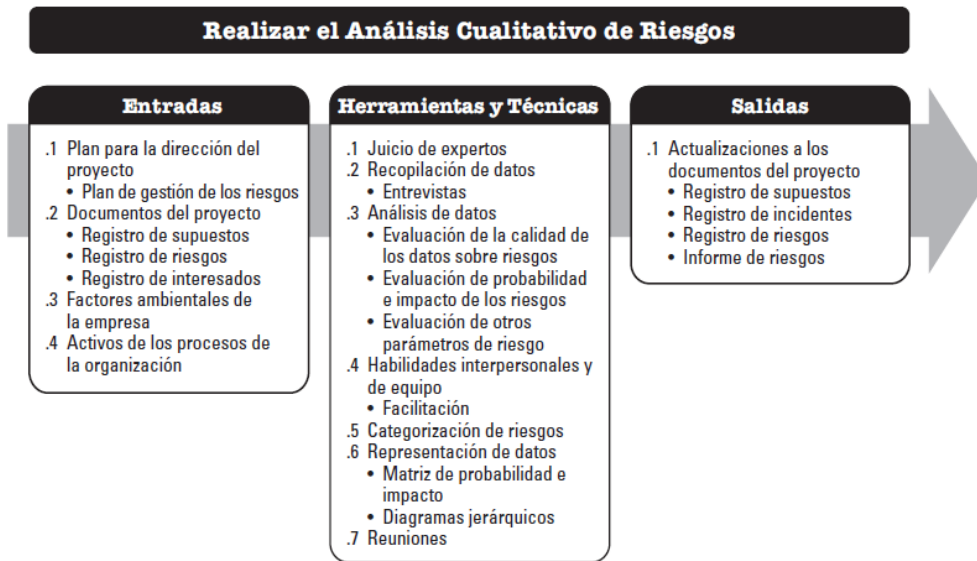 Realizar el Análisis Cualitativo de Riesgos
Entradas
.1 Plan para la dirección del
proyecto
• Plan de gestión de los riesgos
.2 Documentos del proyecto
• Registro de supuestos
• Registro de riesgos
• Registro de interesados
.3 Factores ambientales de
la empresa
.4 Activos de los procesos de
la organización
Herramientas y Técnicas
.1 Juicio de expertos
.2 Recopilación de datos
• Entrevistas
.3 Análisis de datos
• Evaluación de la calidad de
los datos sobre riesgos
• Evaluación de probabilidad
e impacto de los riesgos
• Evaluación de otros
parámetros de riesgo
.4 Habilidades interpersonales y
de equipo
• Facilitación
.5 Categorización de riesgos
.6 Representación de datos
• Matriz de probabilidad e
impacto
• Diagramas jerárquicos
.7 Reuniones
Salidas
.1 Actualizaciones a los
documentos del proyecto
• Registro de supuestos
• Registro de incidentes
• Registro de riesgos
• Informe de riesgos